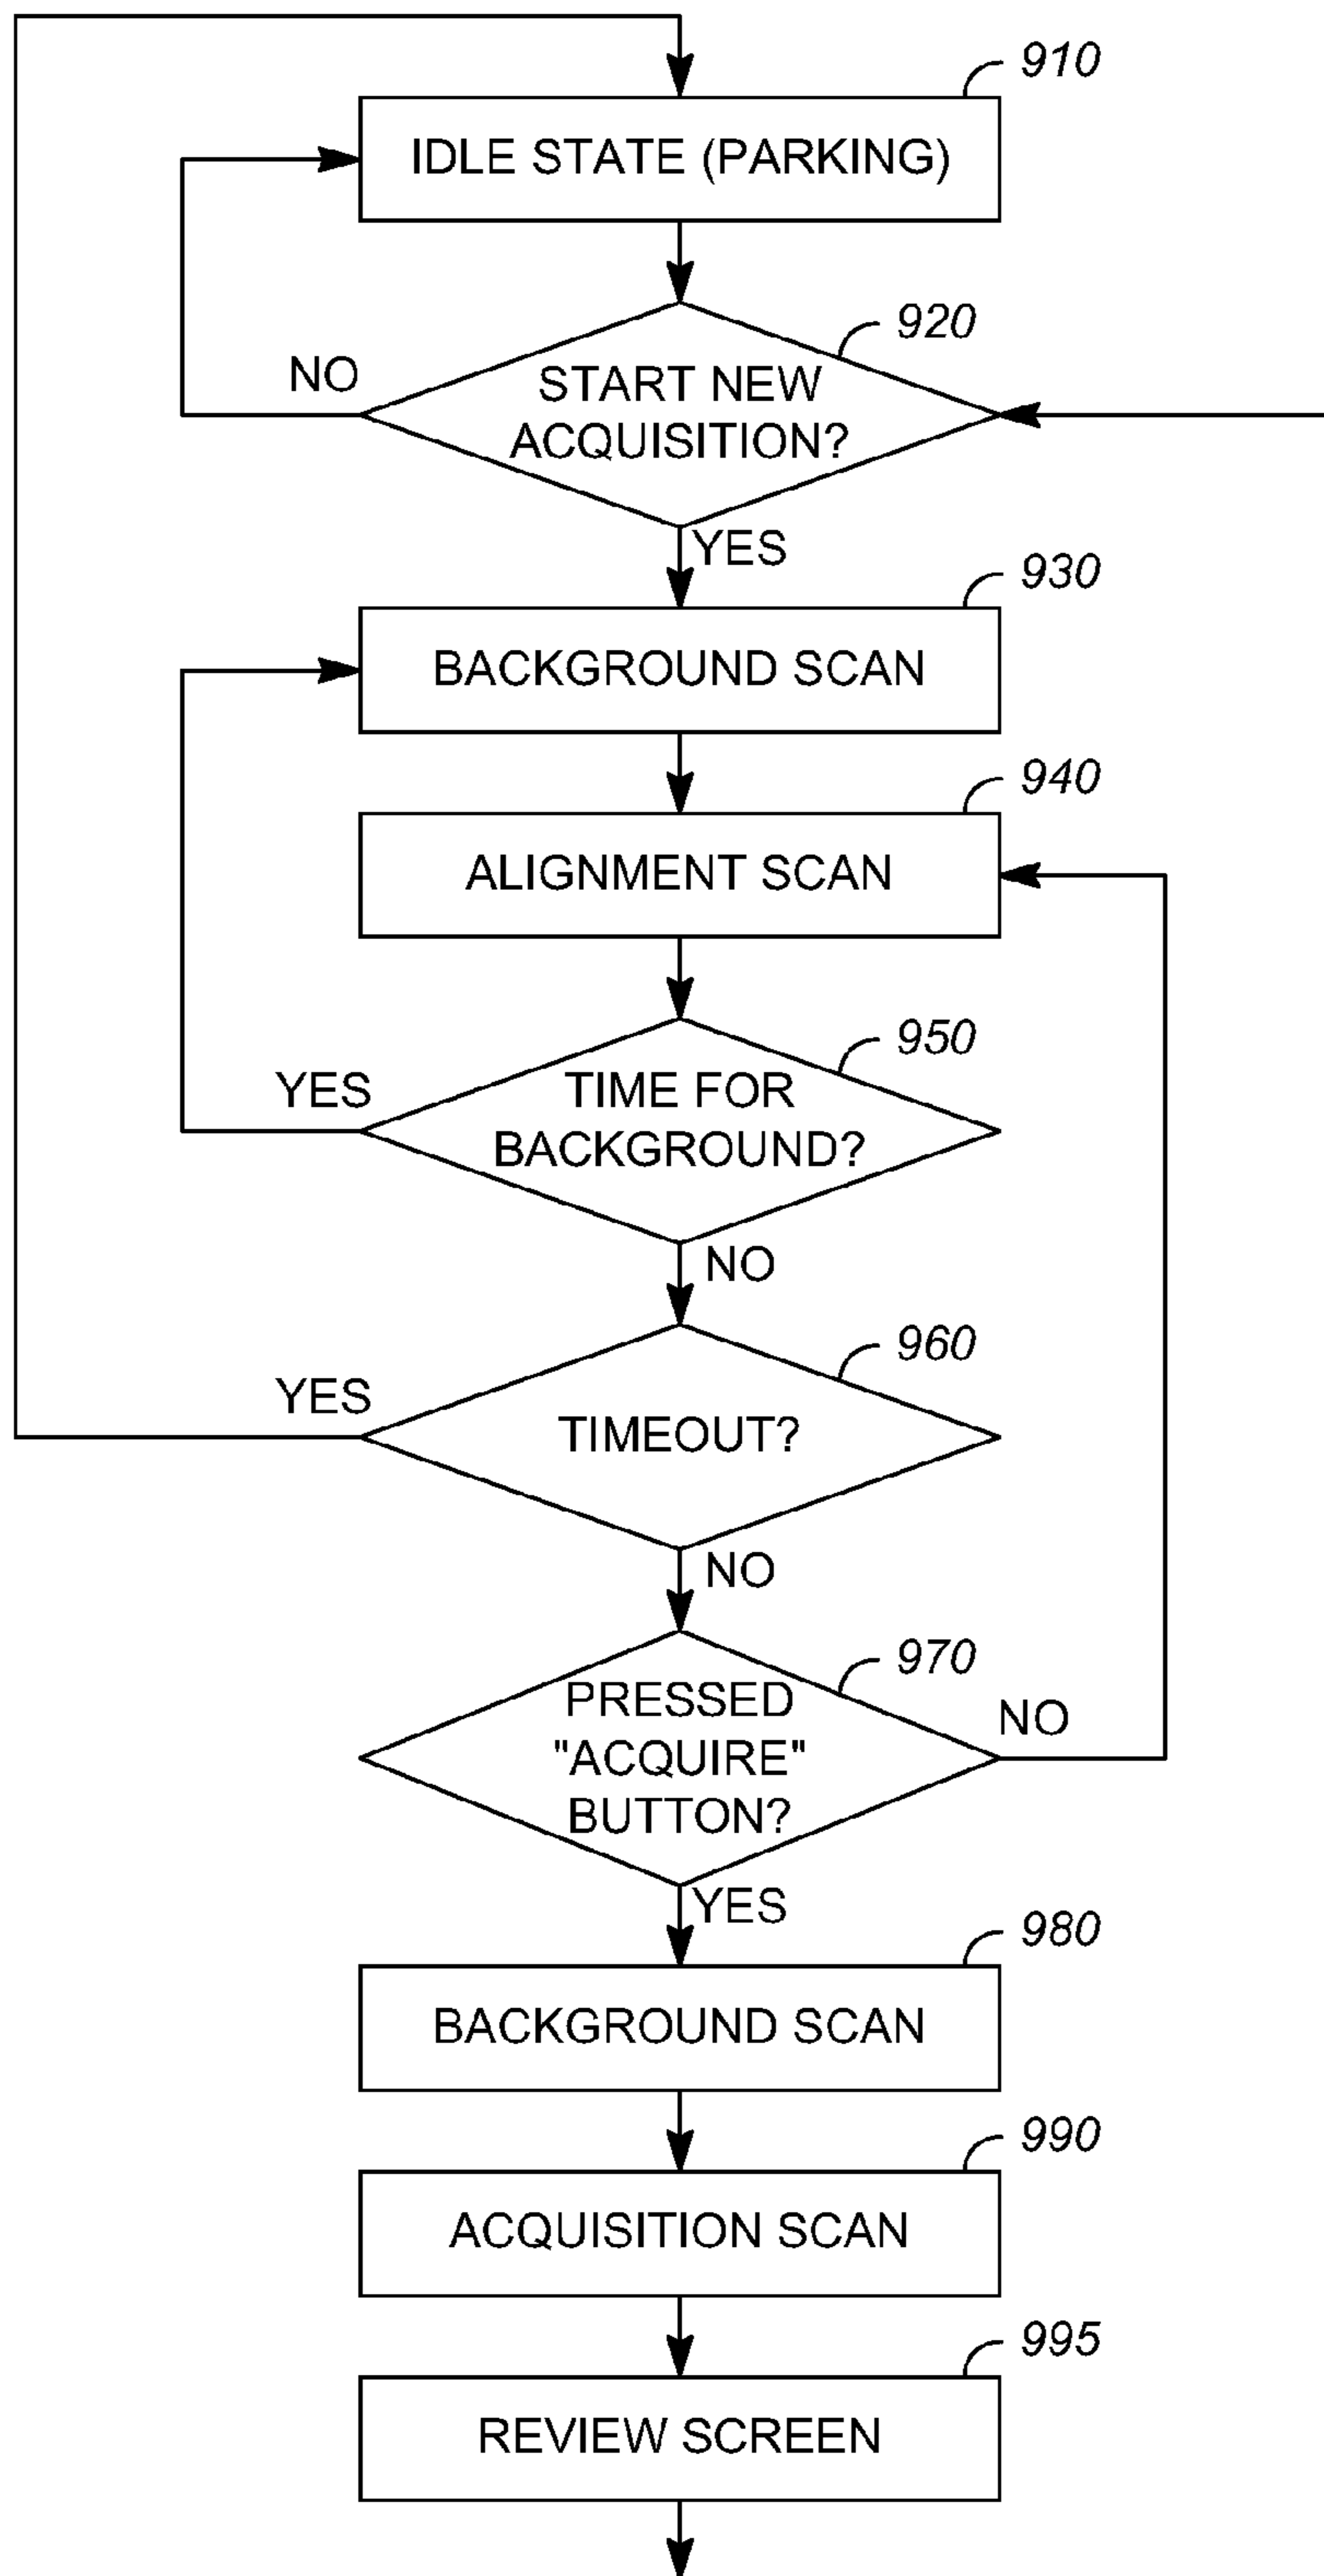 910
IDLE STATE (PARKING)
920
NO
START NEW
ACQUISITION?
YES
930
BACKGROUND SCAN
940
ALIGNMENT SCAN
950
YES
TIME FOR
BACKGROUND?
NO
960
YES
TIMEOUT?
NO
970
PRESSED
"ACQUIRE"
BUTTON?
NO
YES
980
BACKGROUND SCAN
990
ACQUISITION SCAN
995
REVIEW SCREEN